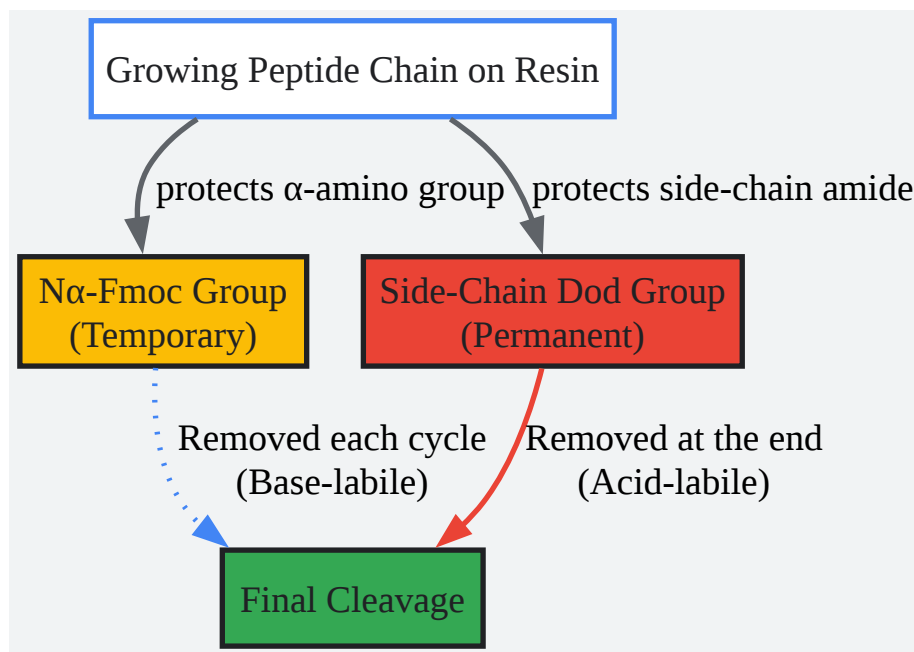 Growing Peptide Chain on Resin
protects α-amino group
protects side-chain amide
Nα-Fmoc Group
(Temporary)
Side-Chain Dod Group
(Permanent)
Removed each cycle
(Base-labile)
Removed at the end
(Acid-labile)
Final Cleavage